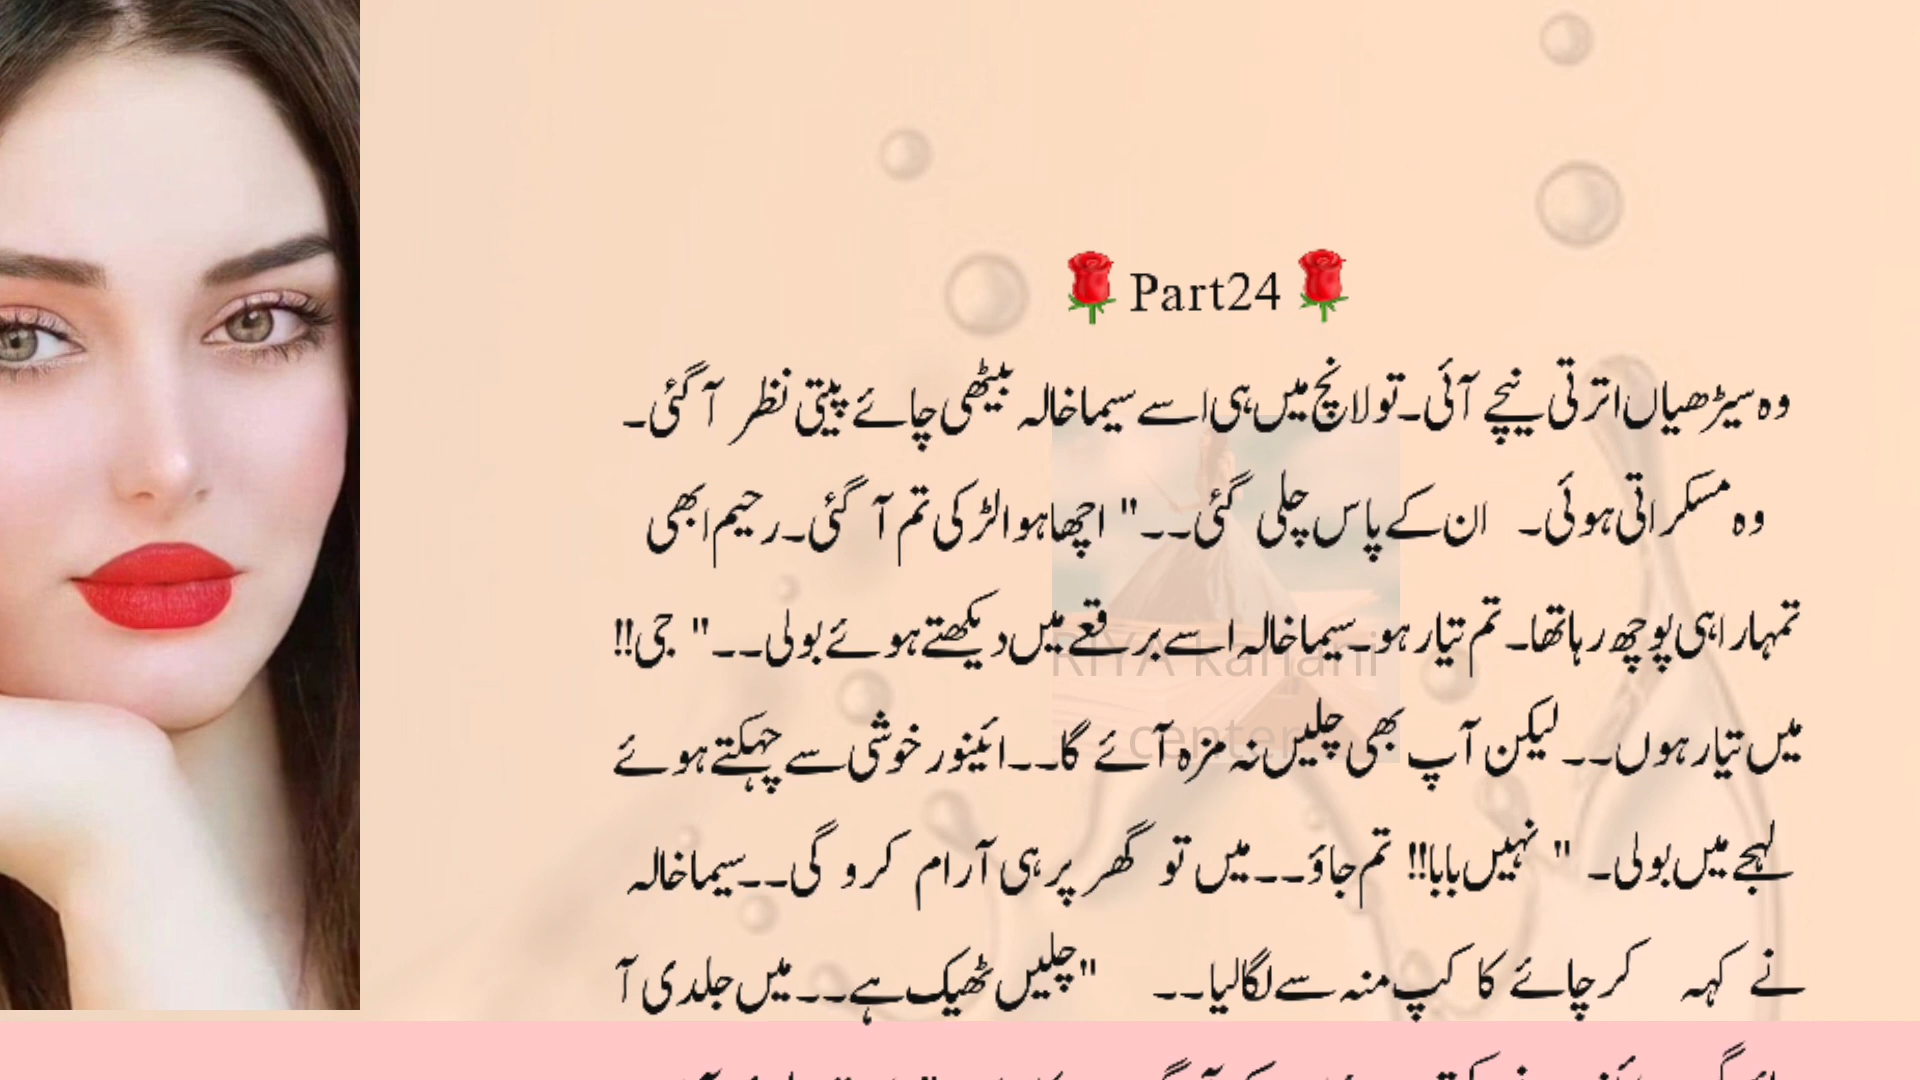 Part24
وہ سیڑھیاں اترتی نیچے آئی۔ تو لانچ میں ہی اسے سیما خالہ بیٹھی چائے پیتی نظر آ گئی۔
وہ مسکراتی ہوئی۔ ان کے پاس چلی گئی۔۔" اچھا ہوا لڑکی تم آ گئی۔ رحیم ابھی
تمہارا ہی پوچھ رہا تھا۔ تم تیار ہو۔ سیما خالہ اسے برقعے میں دیکھتے ہوئے بولی۔۔" جی!!
RIYA kahani
center
میں تیار ہوں۔۔ لیکن آپ بھی چلیں نہ مزہ آئے گا۔۔ ائینور خوشی سے چہکتے ہوئے
لہجے میں بولی۔ " نہیں بابا!! تم جاؤ۔۔ میں تو گھر پر ہی آرام کرو گی۔۔ سیما خالہ
نے کہہ کر چائے کا کپ منہ سے لگا لیا۔۔ "چلیں ٹھیک ہے۔۔ میں جلدی آ